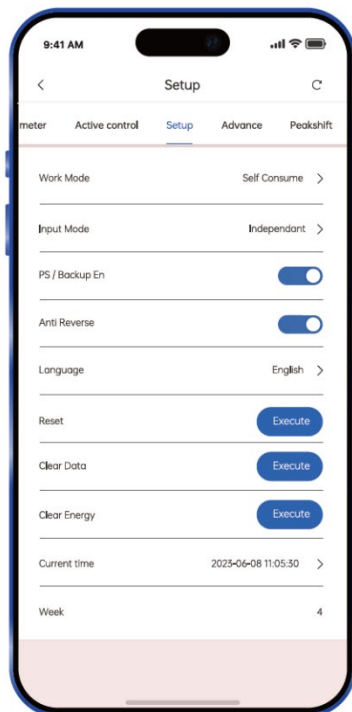 9:41 AM
Setup
meter Active control Setup Advance Peakshift
Work Mode Self Consume
Input Mode Independant
PS / Backup En
Anti Reverse
Language English
Reset Execute
Clear Data Execute
Clear Energy Execute
Current time 2023-06-08 11:05:30
Week 4